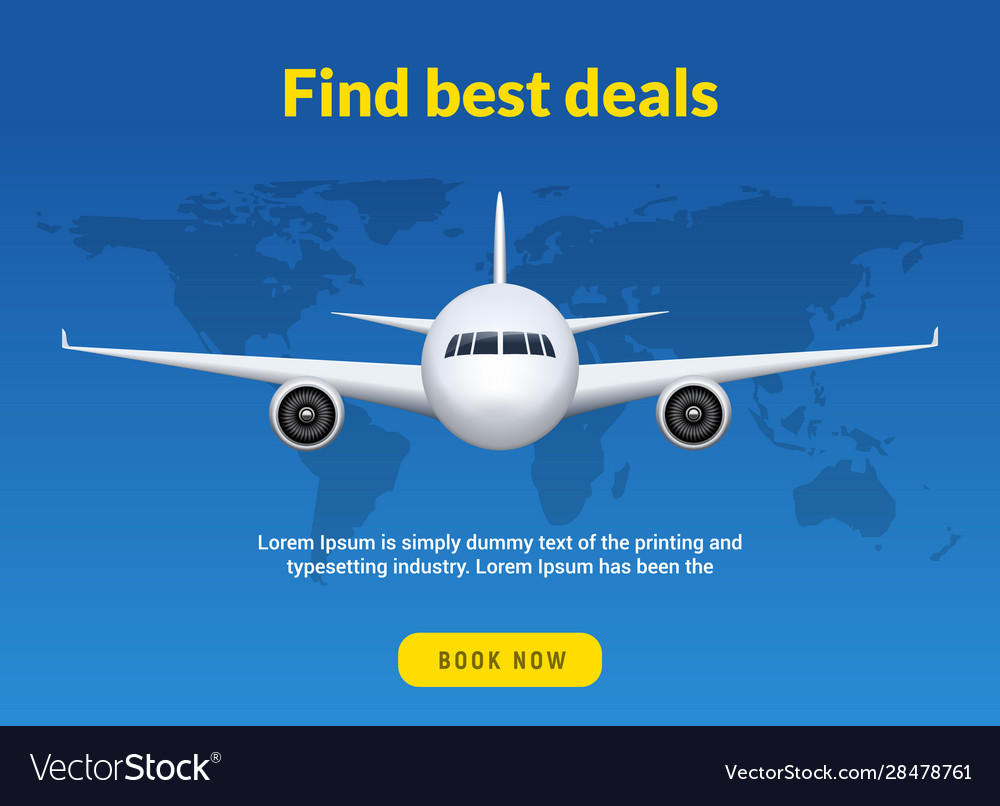 Find best deals
Lorem Ipsum is simply dummy text of the printing and
typesetting industry. Lorem Ipsum has been the
BOOK NOW
VectorStock®
VectorStock.com/28478761